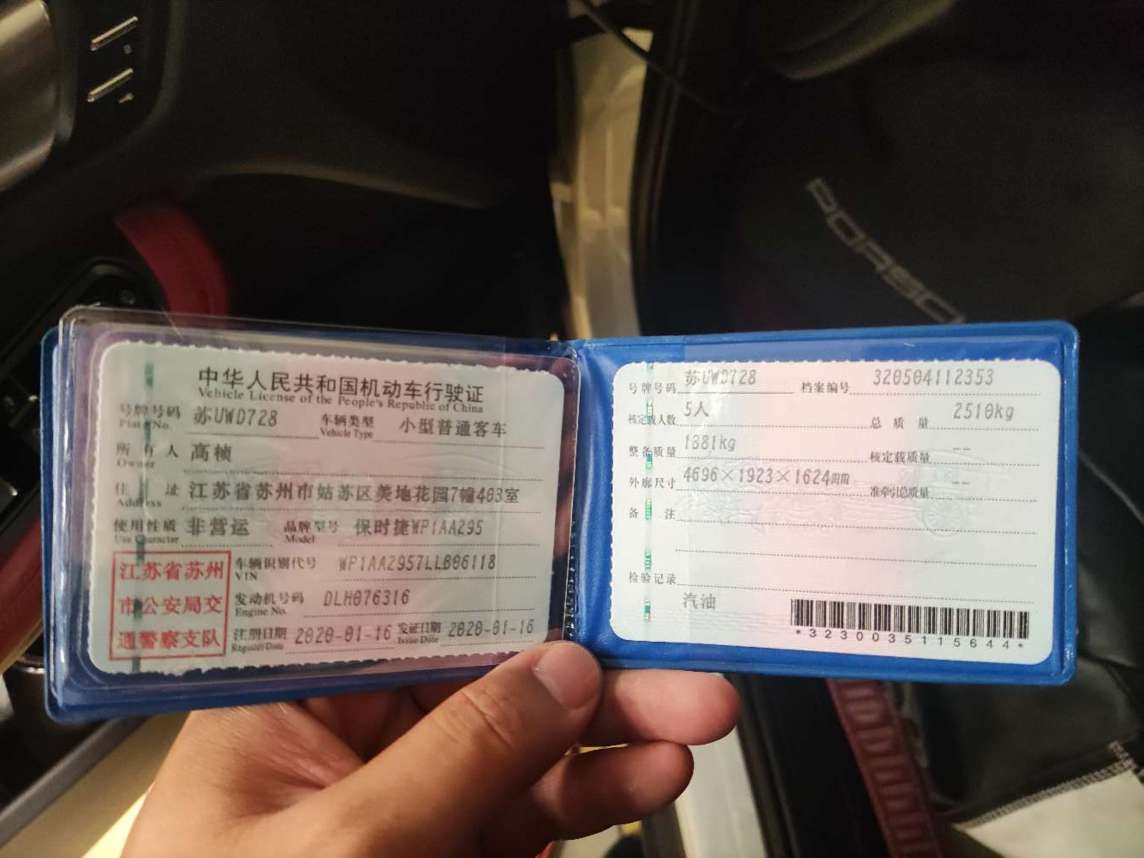 中华人民共和国机动车行驶证
Vehicle License of the People's Republic of China
号牌号码 苏UWD728 车辆类型 小型普通客车
Plate No. Vehicle Type
所有人 高桢
Owner
住址 江苏省苏州市姑苏区美地花园7幢403室
Address
使用性质 非营运 品牌型号 保时捷WP1AA295
Use Character Model
江苏省苏州
市公安局交
通警察支队
车辆识别代号 WP1AA2957LLB06118
VIN
发动机号码 DLH076316
Engine No.
注册日期 2020-01-16 发证日期 2020-01-16
Register Date Issue Date
号牌号码 苏UWD728 档案编号 320504112353
核定载人数 5人 总质量 2510kg
整备质量 1881kg 核定载质量 --
外廓尺寸 4696×1923×1624mm 准牵引总质量 --
备注
检验记录
汽油
*3230035115644*
PORSC